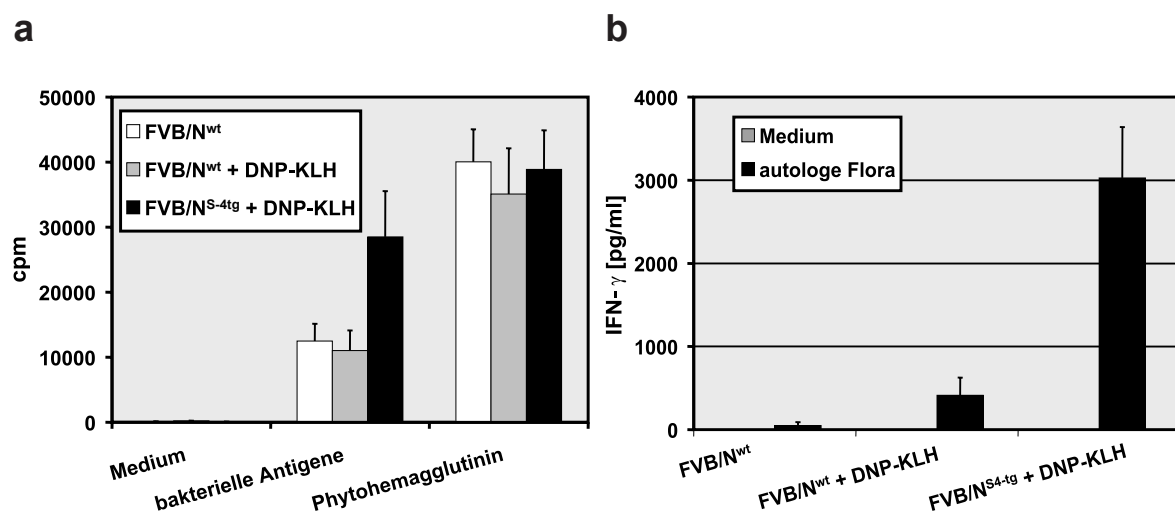 a
50000
40000
30000
20000
10000
0
cpm
FVB/Nwt
FVB/Nwt + DNP-KLH
FVB/NS-4tg + DNP-KLH
Medium
bakterielle Antigene
Phytohemagglutinin
b
4000
3000
2000
1000
0
IFN- γ [pg/ml]
Medium
autologe Flora
FVB/Nwt
FVB/Nwt + DNP-KLH
FVB/NS4-tg + DNP-KLH